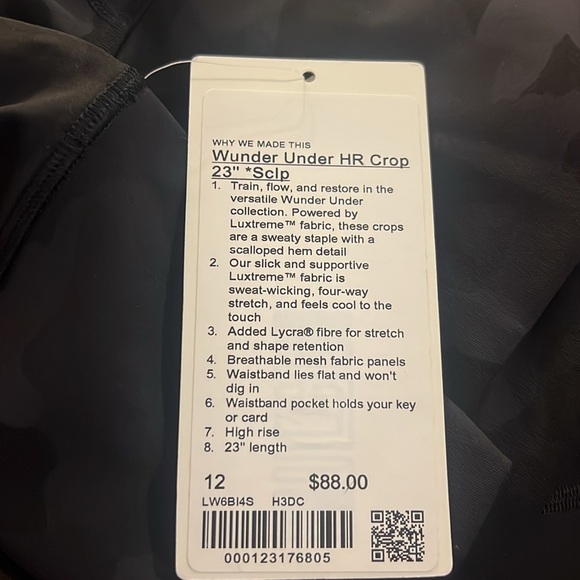 WHY WE MADE THIS
Wunder Under HR Crop
23" *Sclp
1. Train, flow, and restore in the
versatile Wunder Under
collection. Powered by
Luxtreme™ fabric, these crops
are a sweaty staple with a
scalloped hem detail
2. Our slick and supportive
Luxtreme™ fabric is
sweat-wicking, four-way
stretch, and feels cool to the
touch
3. Added Lycra® fibre for stretch
and shape retention
4. Breathable mesh fabric panels
5. Waistband lies flat and won't
dig in
6. Waistband pocket holds your key
or card
7. High rise
8. 23" length
12 $88.00
LW6BI4S H3DC
000123176805